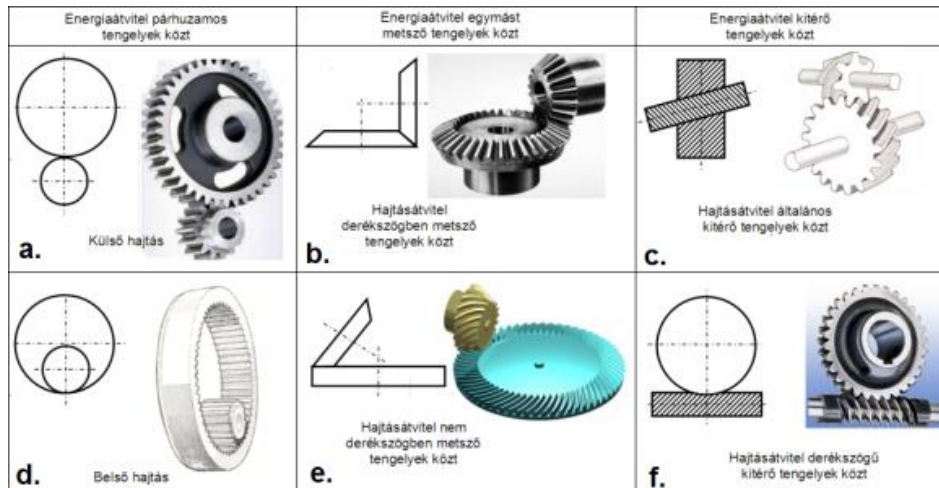 Energiaátvitel párhuzamos
tengelyek közt
Energiaátvitel egymást
metsző tengelyek közt
Energiaátvitel kitérő
tengelyek közt
a.
Külső hajtás
b.
Hajtásátvitel
derékszögben metsző
tengelyek közt
c.
Hajtásátvitel általános
kitérő tengelyek közt
d.
Belső hajtás
e.
Hajtásátvitel nem
derékszögben metsző
tengelyek közt
f.
Hajtásátvitel derékszögű
kitérő tengelyek közt